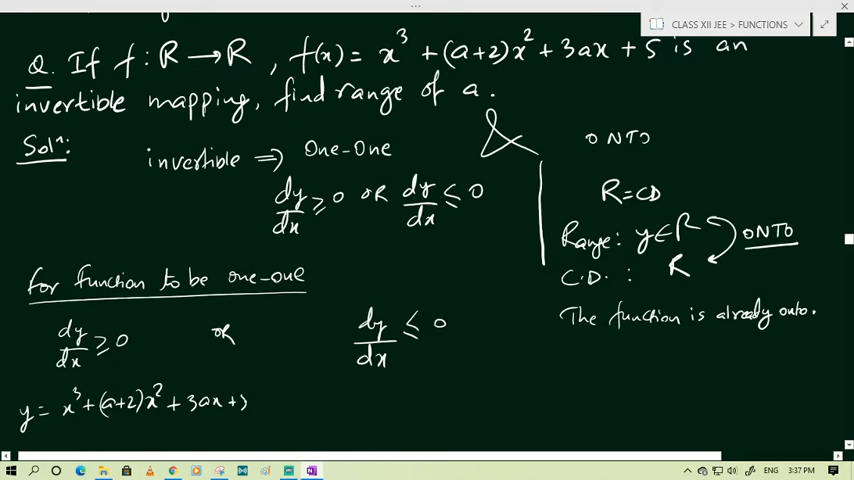 CLASS XII JEE > FUNCTIONS
Q. If f : R → R , f(x) = x³ + (a+2)x² + 3ax + 5 is an
invertible mapping, find range of a.
Solⁿ: invertible ⇒ One-One & ONTO
dy/dx ≥ 0 OR dy/dx ≤ 0
R = CD
Range: y ∈ R
ONTO
C.D. : R
The function is already onto.
For function to be one-one
dy/dx ≥ 0 OR dy/dx ≤ 0
y = x³ + (a+2)x² + 3ax +
ENG 3:37 PM